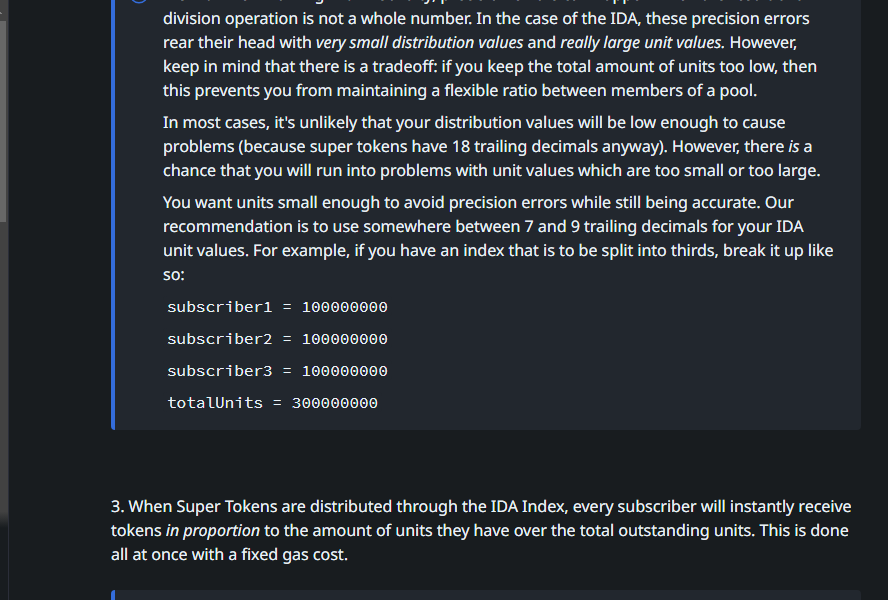 division operation is not a whole number. In the case of the IDA, these precision errors
rear their head with very small distribution values and really large unit values. However,
keep in mind that there is a tradeoff: if you keep the total amount of units too low, then
this prevents you from maintaining a flexible ratio between members of a pool.
In most cases, it's unlikely that your distribution values will be low enough to cause
problems (because super tokens have 18 trailing decimals anyway). However, there is a
chance that you will run into problems with unit values which are too small or too large.
You want units small enough to avoid precision errors while still being accurate. Our
recommendation is to use somewhere between 7 and 9 trailing decimals for your IDA
unit values. For example, if you have an index that is to be split into thirds, break it up like
so:
subscriber1 = 100000000
subscriber2 = 100000000
subscriber3 = 100000000
totalUnits = 300000000
3. When Super Tokens are distributed through the IDA Index, every subscriber will instantly receive
tokens in proportion to the amount of units they have over the total outstanding units. This is done
all at once with a fixed gas cost.